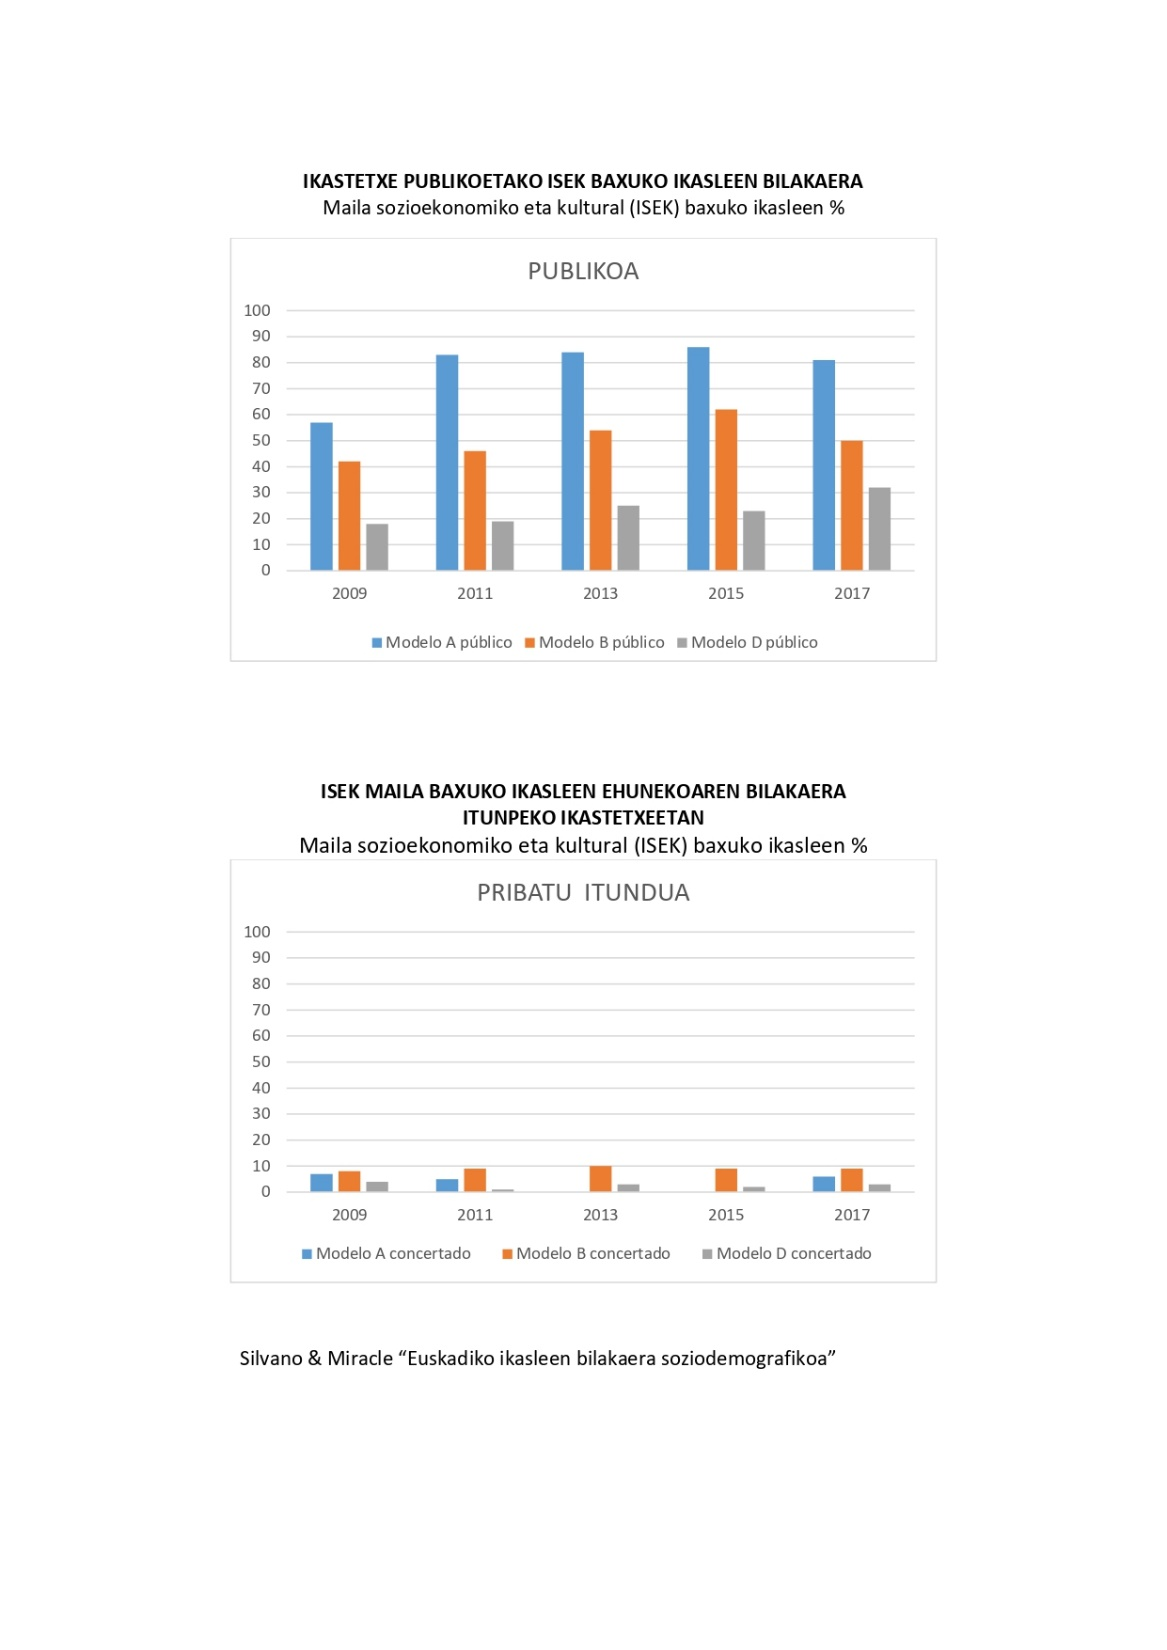 IKASTETXE PUBLIKOETAKO ISEK BAXUKO IKASLEEN BILAKAERA
Maila sozioekonomiko eta kultural (ISEK) baxuko ikasleen %
PUBLIKOA
100
90
80
70
60
50
40
30
20
10
0
2009 2011 2013 2015 2017
Modelo A público Modelo B público Modelo D público
ISEK MAILA BAXUKO IKASLEEN EHUNEKOAREN BILAKAERA
ITUNPEKO IKASTETXEETAN
Maila sozioekonomiko eta kultural (ISEK) baxuko ikasleen %
PRIBATU ITUNDUA
100
90
80
70
60
50
40
30
20
10
0
2009 2011 2013 2015 2017
Modelo A concertado Modelo B concertado Modelo D concertado
Silvano & Miracle “Euskadiko ikasleen bilakaera soziodemografikoa”